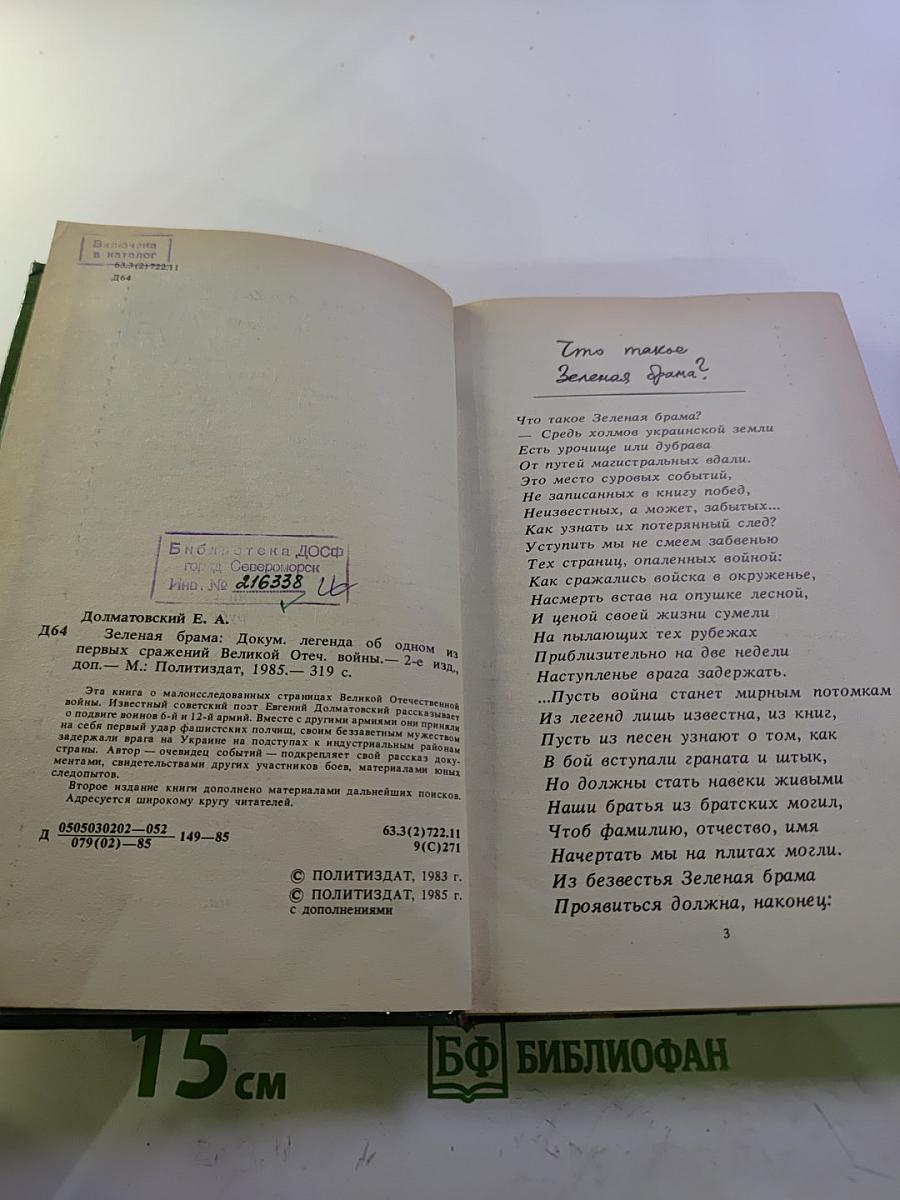 Включена
в каталог
63.3(2)722.11
Д64
Библиотека ДОСФ
гор. Североморск
Инв. № 216338
Долматовский Е. А.
Д64 Зеленая брама: Докум. легенда об одном из
первых сражений Великой Отеч. войны.— 2-е изд.,
доп.— М.: Политиздат, 1985.— 319 с.
Эта книга о малоисследованных страницах Великой Отечественной
войны. Известный советский поэт Евгений Долматовский рассказывает
о подвиге воинов 6-й и 12-й армий. Вместе с другими армиями они приняли
на себя первый удар фашистских полчищ, своим беззаветным мужеством
задержали врага на Украине на подступах к индустриальным районам
страны. Автор — очевидец событий — подкрепляет свой рассказ доку-
ментами, свидетельствами других участников боев, материалами юных
следопытов.
Второе издание книги дополнено материалами дальнейших поисков.
Адресуется широкому кругу читателей.
Д 0505030202—052
079(02)—85
149—85
63.3(2)722.11
9(С)271
© ПОЛИТИЗДАТ, 1983 г.
© ПОЛИТИЗДАТ, 1985 г.
с дополнениями
Что такое
Зеленая брама?
Что такое Зеленая брама?
— Средь холмов украинской земли
Есть урочище или дубрава
От путей магистральных вдали.
Это место суровых событий,
Не записанных в книгу побед,
Неизвестных, а может, забытых...
Как узнать их потерянный след?
Уступить мы не смеем забвенью
Тех страниц, опаленных войной:
Как сражались войска в окруженье,
Насмерть встав на опушке лесной,
И ценой своей жизни сумели
На пылающих тех рубежах
Приблизительно на две недели
Наступленье врага задержать.
...Пусть война станет мирным потомкам
Из легенд лишь известна, из книг,
Пусть из песен узнают о том, как
В бой вступали граната и штык,
Но должны стать навеки живыми
Наши братья из братских могил,
Чтоб фамилию, отчество, имя
Начертать мы на плитах могли.
Из безвестья Зеленая брама
Проявиться должна, наконец:
3
15 см
БФ БИБЛИОФАН